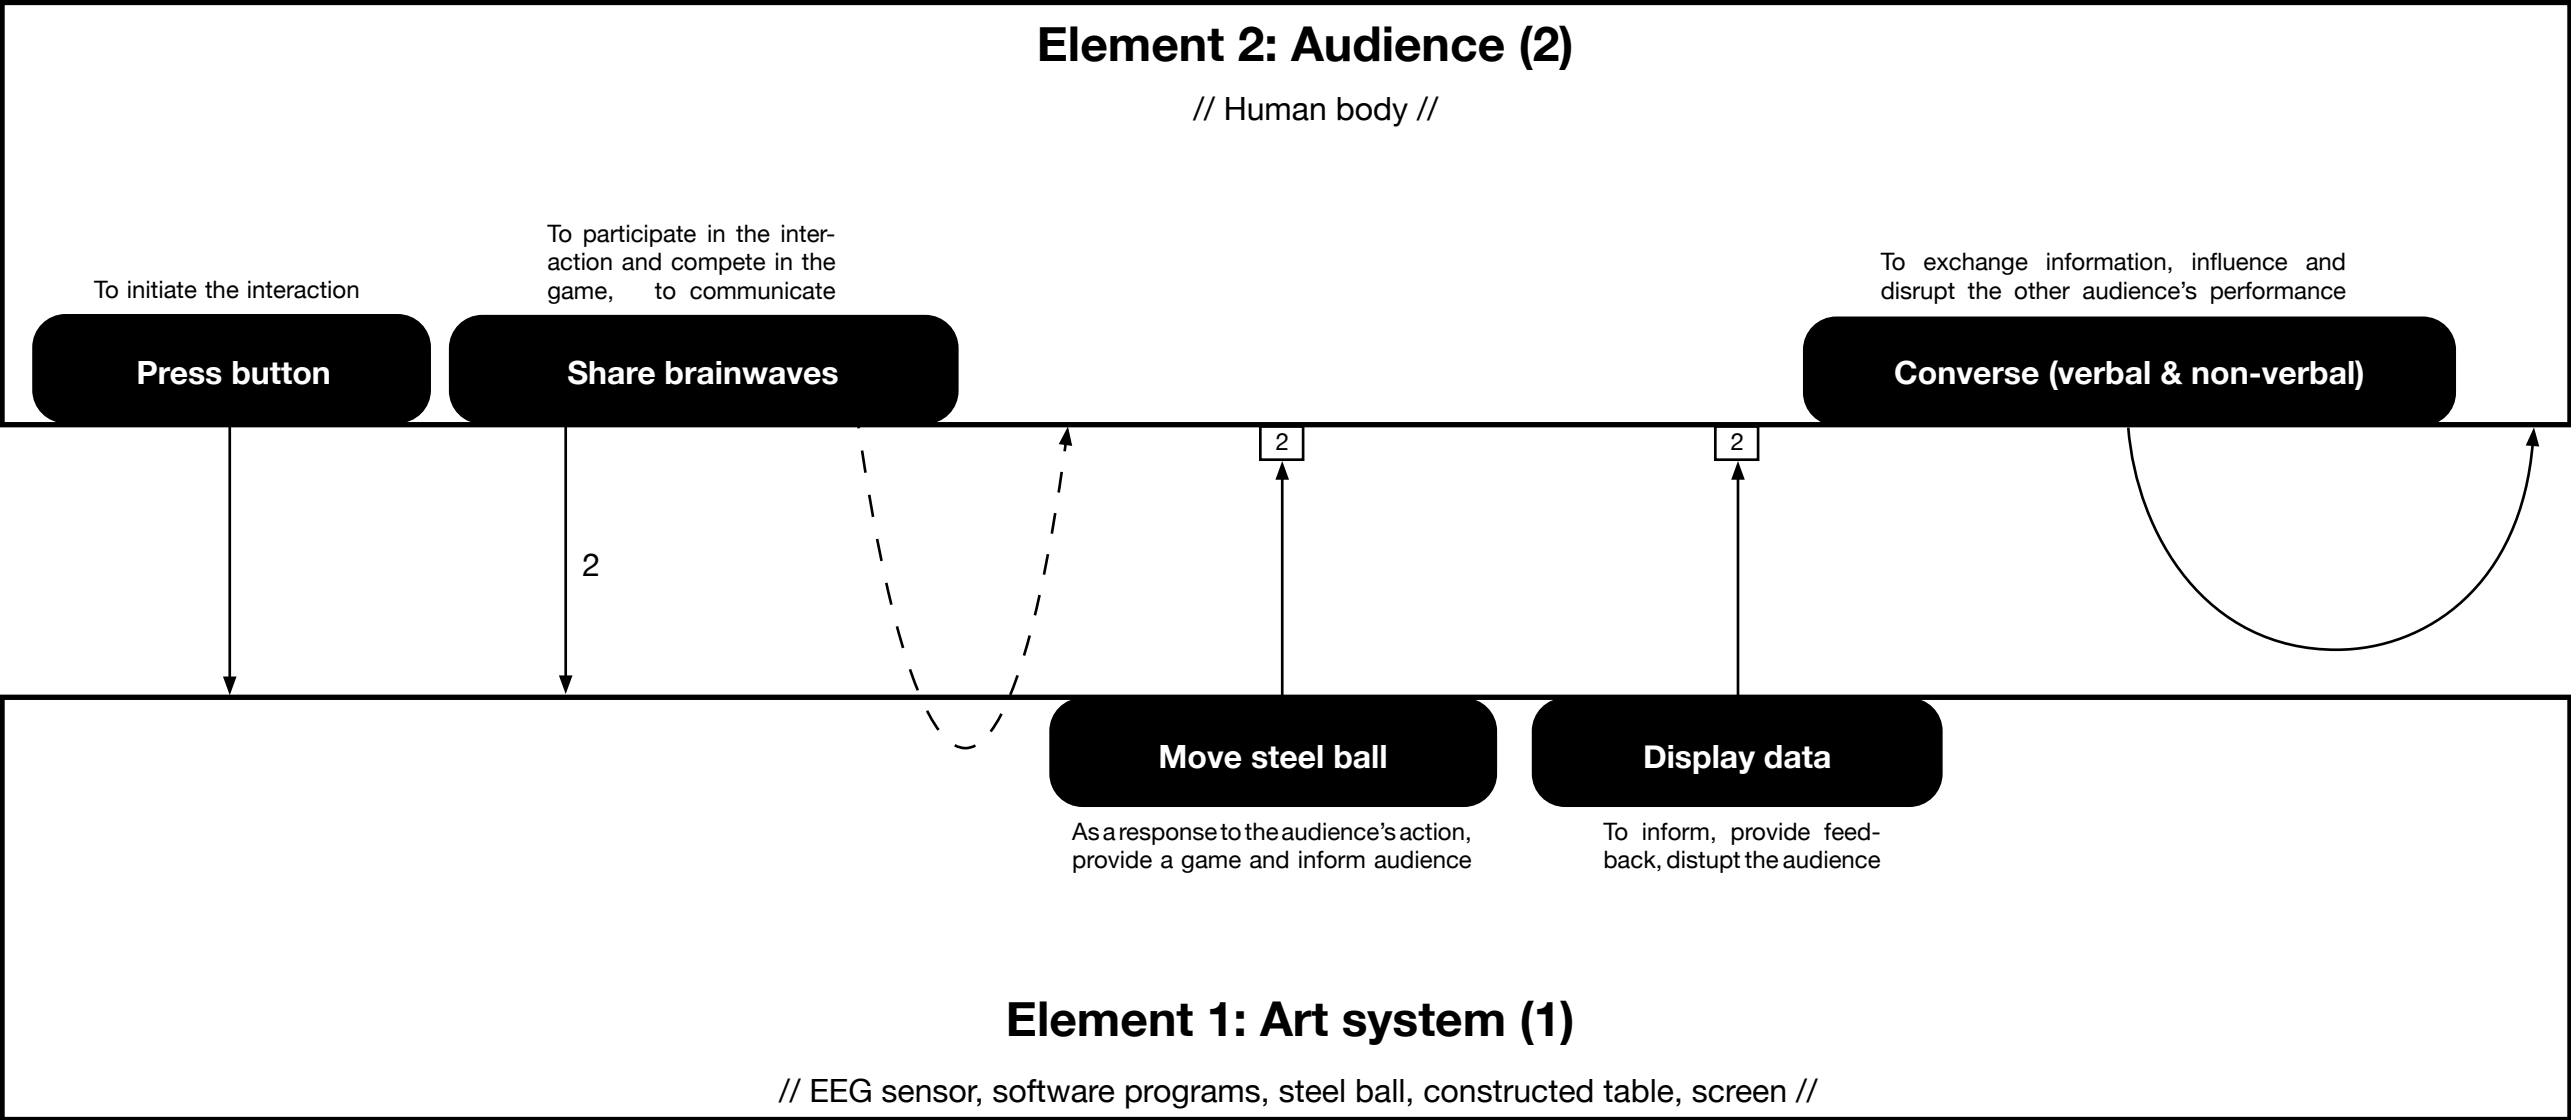 Element 2: Audience (2)
// Human body //
To initiate the interaction
Press button
To participate in the inter-
action and compete in the
game, to communicate
Share brainwaves
To exchange information, influence and
disrupt the other audience’s performance
Converse (verbal & non-verbal)
2
2
2
Move steel ball
As a response to the audience’s action,
provide a game and inform audience
Display data
To inform, provide feed-
back, distupt the audience
Element 1: Art system (1)
// EEG sensor, software programs, steel ball, constructed table, screen //